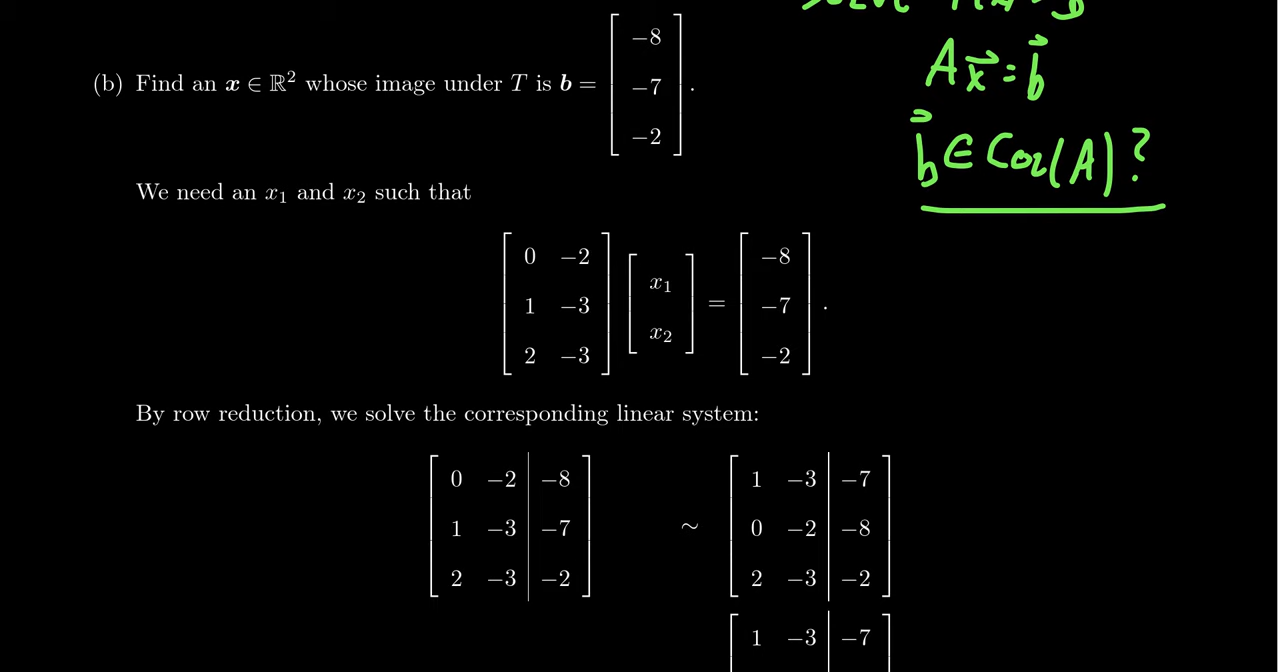 A x⃗ = b⃗
(b) Find an x ∈ ℝ² whose image under T is b = [ −8 −7 −2 ].
b⃗ ∈ Col(A)?
We need an x₁ and x₂ such that
[ 0 −2
1 −3
2 −3 ] [ x₁
x₂ ] = [ −8
−7
−2 ].
By row reduction, we solve the corresponding linear system:
[ 0 −2 | −8
1 −3 | −7
2 −3 | −2 ]
∼
[ 1 −3 | −7
0 −2 | −8
2 −3 | −2 ]
1 −3 | −7